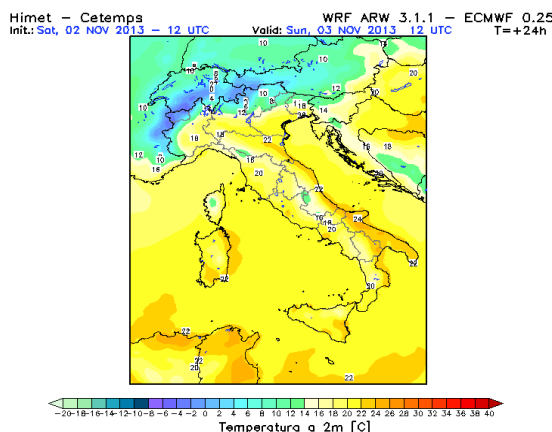 Himet – Cetemps WRF ARW 3.1.1 – ECMWF 0.25
Init.: Sat, 02 NOV 2013 – 12 UTC Valid: Sun, 03 NOV 2013 12 UTC T=+24h
-20-18-16-14-12-10-8 -6 -4 -2 0 2 4 6 8 10 12 14 16 18 20 22 24 26 28 30 32 34 36 38 40
Temperatura a 2m [C]